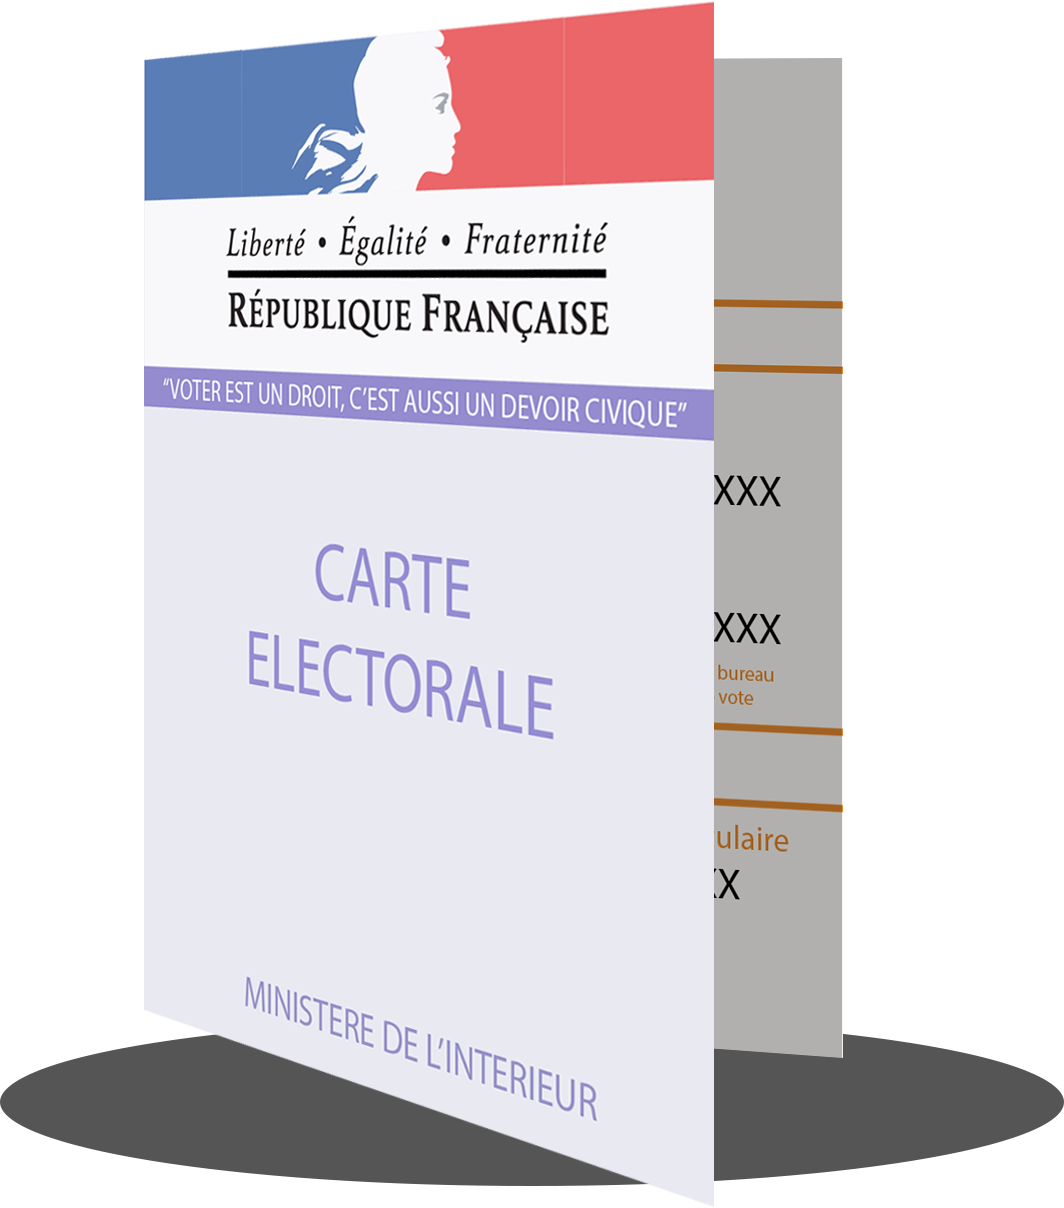 Liberté • Égalité • Fraternité
RÉPUBLIQUE FRANÇAISE
“VOTER EST UN DROIT, C’EST AUSSI UN DEVOIR CIVIQUE”
CARTE
ELECTORALE
MINISTERE DE L’INTERIEUR
XXX
XXX
bureau
vote
ulaire
XX